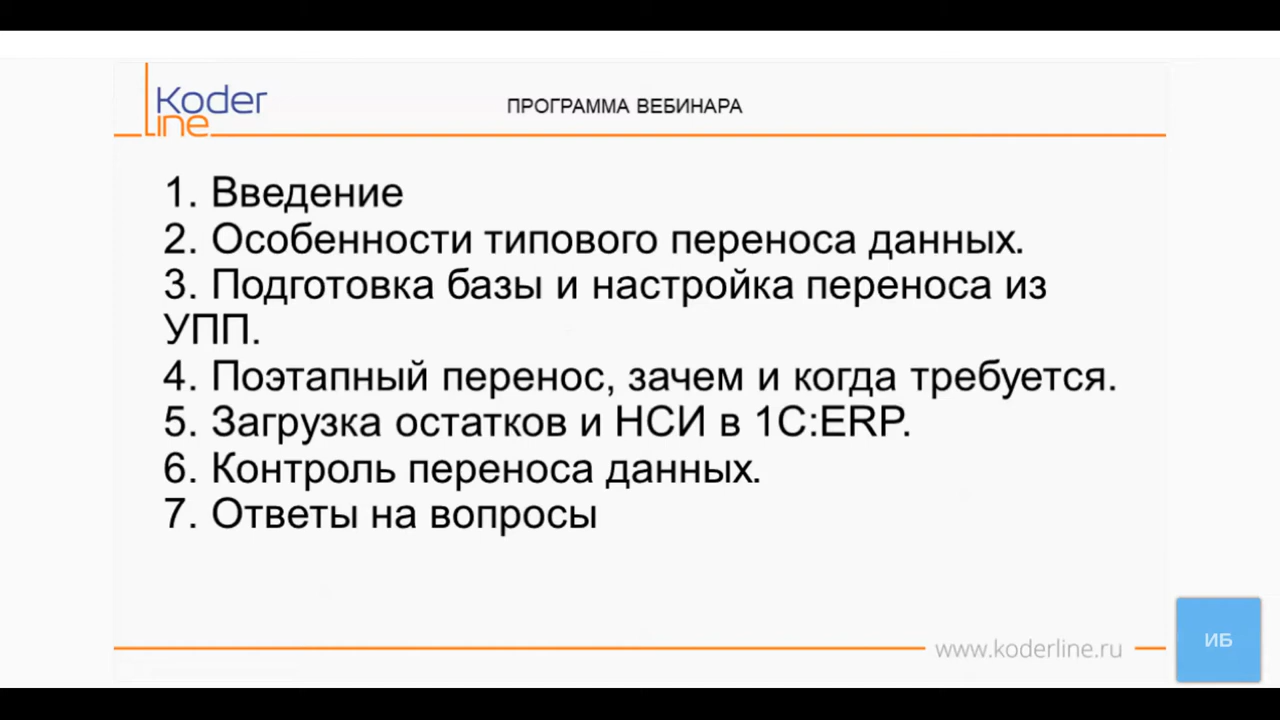 Koder
line
ПРОГРАММА ВЕБИНАРА
1. Введение
2. Особенности типового переноса данных.
3. Подготовка базы и настройка переноса из
УПП.
4. Поэтапный перенос, зачем и когда требуется.
5. Загрузка остатков и НСИ в 1С:ERP.
6. Контроль переноса данных.
7. Ответы на вопросы
www.koderline.ru
ИБ